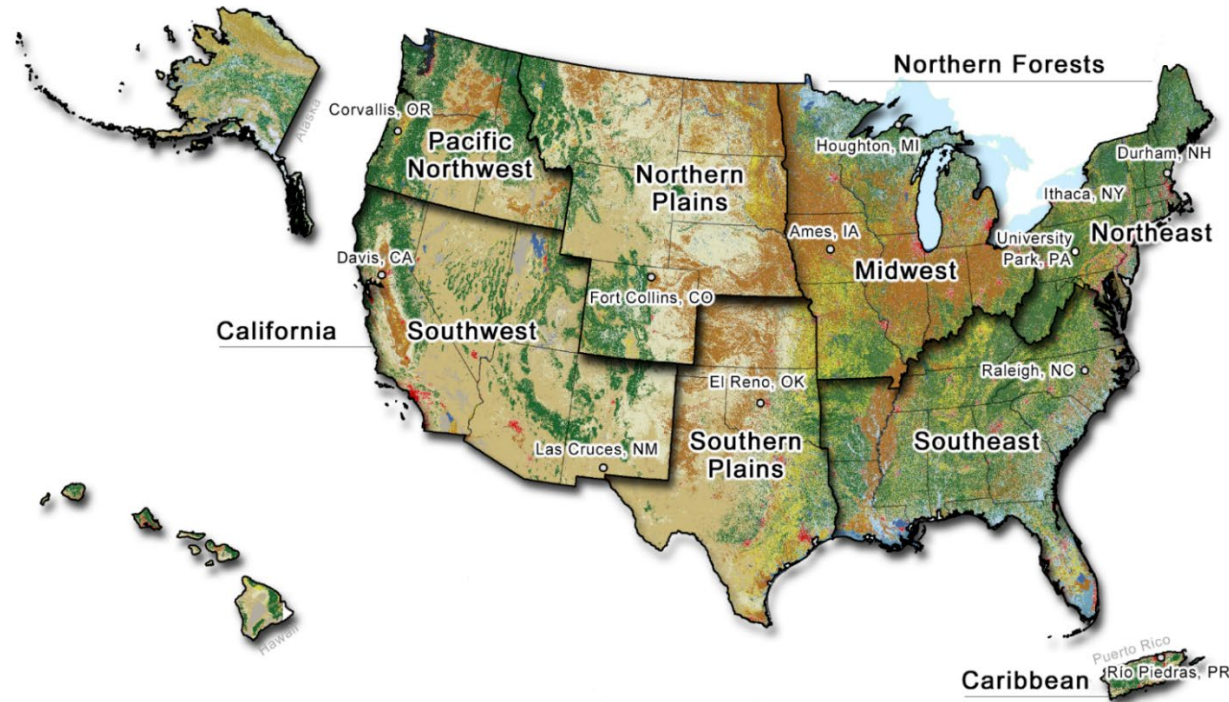 Northern Forests
Alaska
Corvallis, OR
Pacific
Northwest
Houghton, MI
Durham, NH
Northern
Plains
Ithaca, NY
Ames, IA
University
Park, PA
Northeast
Davis, CA
Midwest
Fort Collins, CO
California
Southwest
El Reno, OK
Raleigh, NC
Southern
Plains
Southeast
Las Cruces, NM
Hawaii
Puerto Rico
Río Piedras, PR
Caribbean